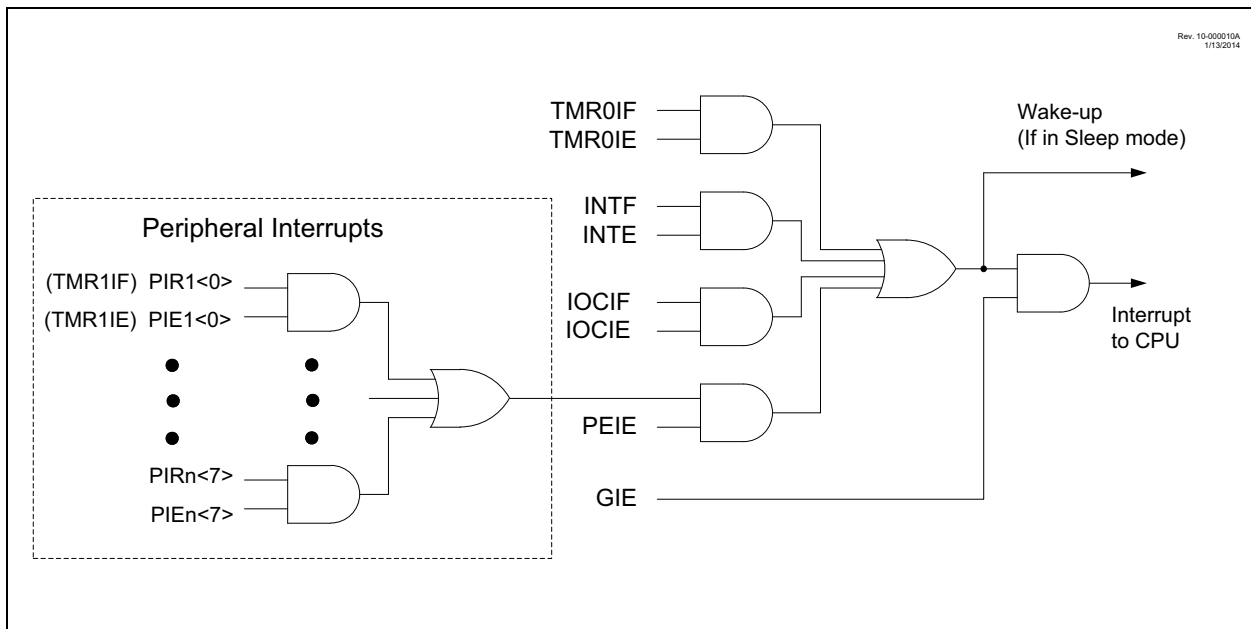 Rev. 10-000010A
1/13/2014
TMR0IF
TMR0IE
Wake-up
(If in Sleep mode)
INTF
INTE
Peripheral Interrupts
(TMR1IF) PIR1<0>
(TMR1IE) PIE1<0>
IOCIF
IOCIE
Interrupt
to CPU
PEIE
PIRn<7>
PIEn<7>
GIE